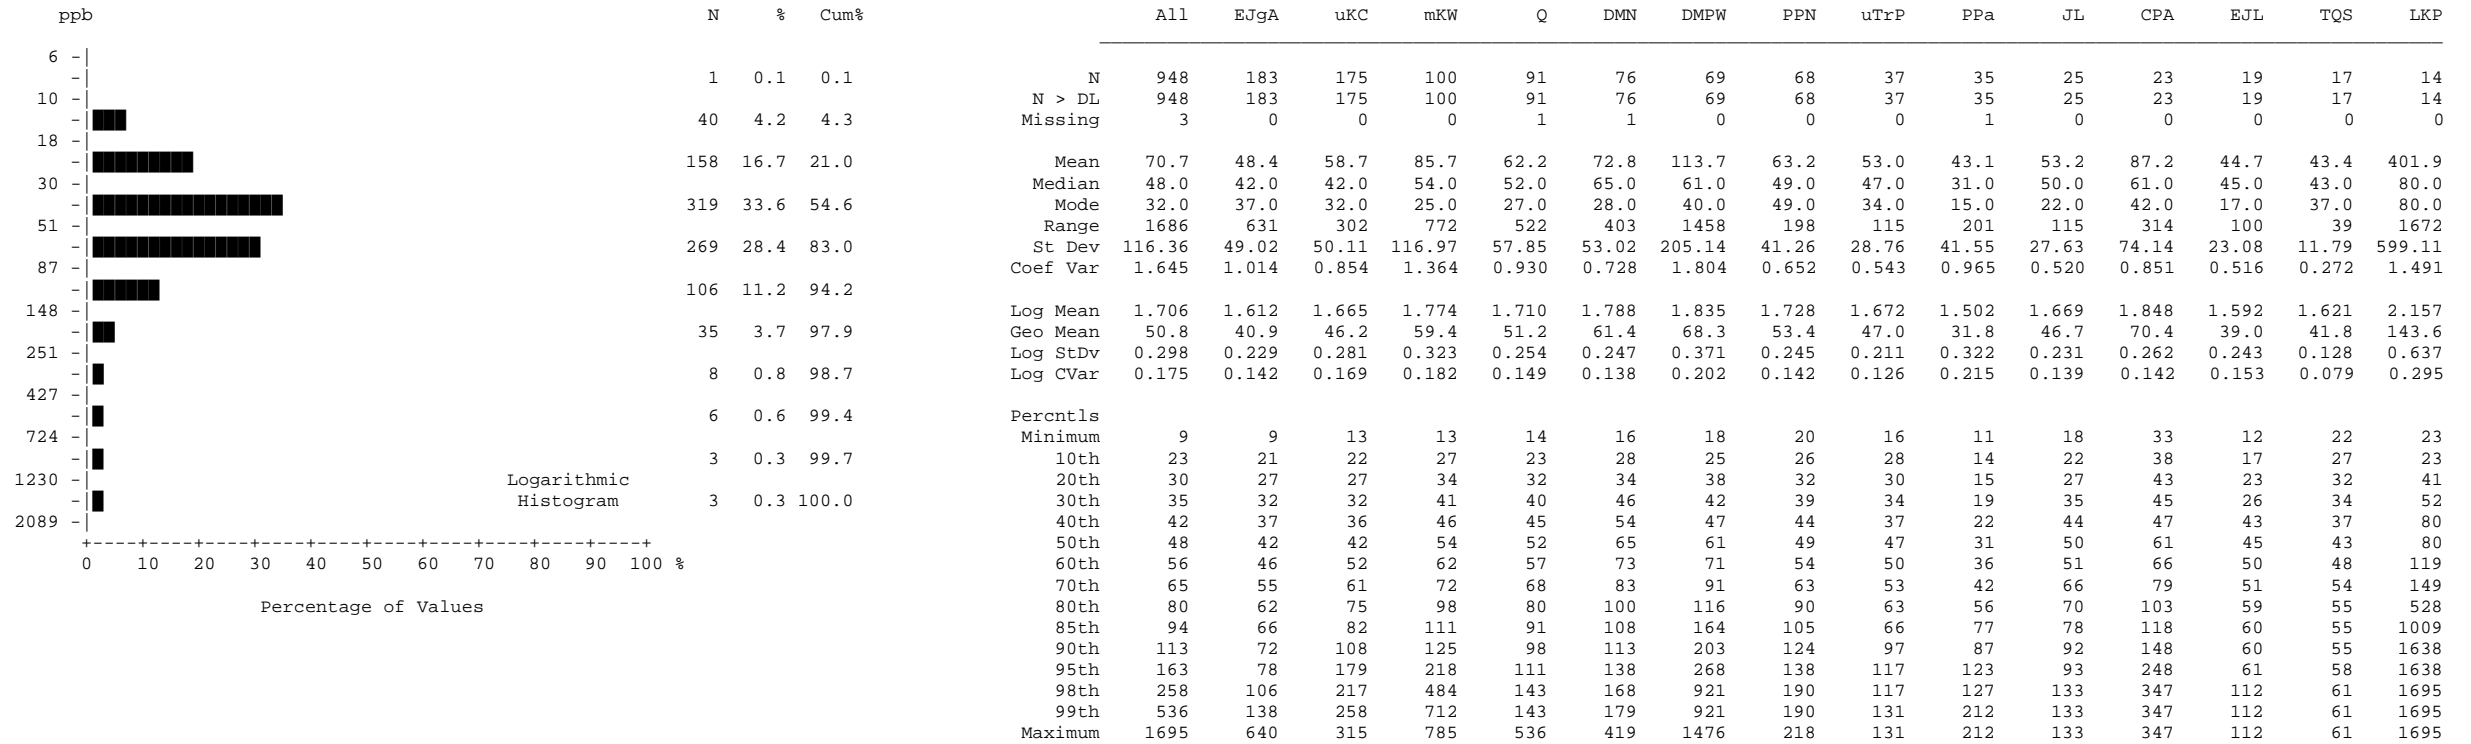 ppb N % Cum% All EJgA uKC mKW Q DMN DMPW PPN uTrP PPa JL CPA EJL TQS LKP
6 -|
-| 1 0.1 0.1 N 948 183 175 100 91 76 69 68 37 35 25 23 19 17 14
10 -| N > DL 948 183 175 100 91 76 69 68 37 35 25 23 19 17 14
-| 40 4.2 4.3 Missing 3 0 0 0 1 1 0 0 0 1 0 0 0 0 0
18 -|
-| 158 16.7 21.0 Mean 70.7 48.4 58.7 85.7 62.2 72.8 113.7 63.2 53.0 43.1 53.2 87.2 44.7 43.4 401.9
30 -| Median 48.0 42.0 42.0 54.0 52.0 65.0 61.0 49.0 47.0 31.0 50.0 61.0 45.0 43.0 80.0
-| 319 33.6 54.6 Mode 32.0 37.0 32.0 25.0 27.0 28.0 40.0 49.0 34.0 15.0 22.0 42.0 17.0 37.0 80.0
51 -| Range 1686 631 302 772 522 403 1458 198 115 201 115 314 100 39 1672
-| 269 28.4 83.0 St Dev 116.36 49.02 50.11 116.97 57.85 53.02 205.14 41.26 28.76 41.55 27.63 74.14 23.08 11.79 599.11
87 -| Coef Var 1.645 1.014 0.854 1.364 0.930 0.728 1.804 0.652 0.543 0.965 0.520 0.851 0.516 0.272 1.491
-| 106 11.2 94.2
148 -| Log Mean 1.706 1.612 1.665 1.774 1.710 1.788 1.835 1.728 1.672 1.502 1.669 1.848 1.592 1.621 2.157
-| 35 3.7 97.9 Geo Mean 50.8 40.9 46.2 59.4 51.2 61.4 68.3 53.4 47.0 31.8 46.7 70.4 39.0 41.8 143.6
251 -| Log StDv 0.298 0.229 0.281 0.323 0.254 0.247 0.371 0.245 0.211 0.322 0.231 0.262 0.243 0.128 0.637
-| 8 0.8 98.7 Log CVar 0.175 0.142 0.169 0.182 0.149 0.138 0.202 0.142 0.126 0.215 0.139 0.142 0.153 0.079 0.295
427 -|
-| 6 0.6 99.4 Percntls
724 -| Minimum 9 9 13 13 14 16 18 20 16 11 18 33 12 22 23
-| 3 0.3 99.7 10th 23 21 22 27 23 28 25 26 28 14 22 38 17 27 23
1230 -| Logarithmic 20th 30 27 27 34 32 34 38 32 30 15 27 43 23 32 41
-| Histogram 3 0.3 100.0 30th 35 32 32 41 40 46 42 39 34 19 35 45 26 34 52
2089 -| 40th 42 37 36 46 45 54 47 44 37 22 44 47 43 37 80
+----+----+----+----+----+----+----+----+----+----+ 50th 48 42 42 54 52 65 61 49 47 31 50 61 45 43 80
0 10 20 30 40 50 60 70 80 90 100 % 60th 56 46 52 62 57 73 71 54 50 36 51 66 50 48 119
70th 65 55 61 72 68 83 91 63 53 42 66 79 51 54 149
Percentage of Values 80th 80 62 75 98 80 100 116 90 63 56 70 103 59 55 528
85th 94 66 82 111 91 108 164 105 66 77 78 118 60 55 1009
90th 113 72 108 125 98 113 203 124 97 87 92 148 60 55 1638
95th 163 78 179 218 111 138 268 138 117 123 93 248 61 58 1638
98th 258 106 217 484 143 168 921 190 117 127 133 347 112 61 1695
99th 536 138 258 712 143 179 921 190 131 212 133 347 112 61 1695
Maximum 1695 640 315 785 536 419 1476 218 131 212 133 347 112 61 1695